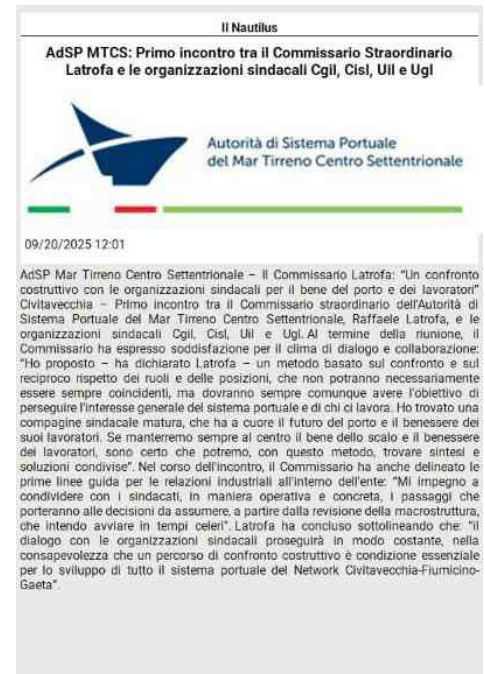 Il Nautilus
AdSP MTCS: Primo incontro tra il Commissario Straordinario
Latrofa e le organizzazioni sindacali Cgil, Cisl, Uil e Ugl
Autorità di Sistema Portuale
del Mar Tirreno Centro Settentrionale
09/20/2025 12:01
AdSP Mar Tirreno Centro Settentrionale – Il Commissario Latrofa: “Un confronto
costruttivo con le organizzazioni sindacali per il bene del porto e dei lavoratori”
Civitavecchia – Primo incontro tra il Commissario straordinario dell'Autorità di
Sistema Portuale del Mar Tirreno Centro Settentrionale, Raffaele Latrofa, e le
organizzazioni sindacali Cgil, Cisl, Uil e Ugl. Al termine della riunione, il
Commissario ha espresso soddisfazione per il clima di dialogo e collaborazione:
“Ho proposto – ha dichiarato Latrofa – un metodo basato sul confronto e sul
reciproco rispetto dei ruoli e delle posizioni, che non potranno necessariamente
essere sempre coincidenti, ma dovranno sempre comunque avere l'obiettivo di
perseguire l'interesse generale del sistema portuale e di chi ci lavora. Ho trovato una
compagine sindacale matura, che ha a cuore il futuro del porto e il benessere dei
suoi lavoratori. Se manterremo sempre al centro il bene dello scalo e il benessere
dei lavoratori, sono certo che potremo, con questo metodo, trovare sintesi e
soluzioni condivise”. Nel corso dell'incontro, il Commissario ha anche delineato le
prime linee guida per le relazioni industriali all'interno dell'ente: “Mi impegno a
condividere con i sindacati, in maniera operativa e concreta, i passaggi che
porteranno alle decisioni da assumere, a partire dalla revisione della macrostruttura,
che intendo avviare in tempi celeri”. Latrofa ha concluso sottolineando che: “il
dialogo con le organizzazioni sindacali proseguirà in modo costante, nella
consapevolezza che un percorso di confronto costruttivo è condizione essenziale
per lo sviluppo di tutto il sistema portuale del Network Civitavecchia-Fiumicino-
Gaeta”.